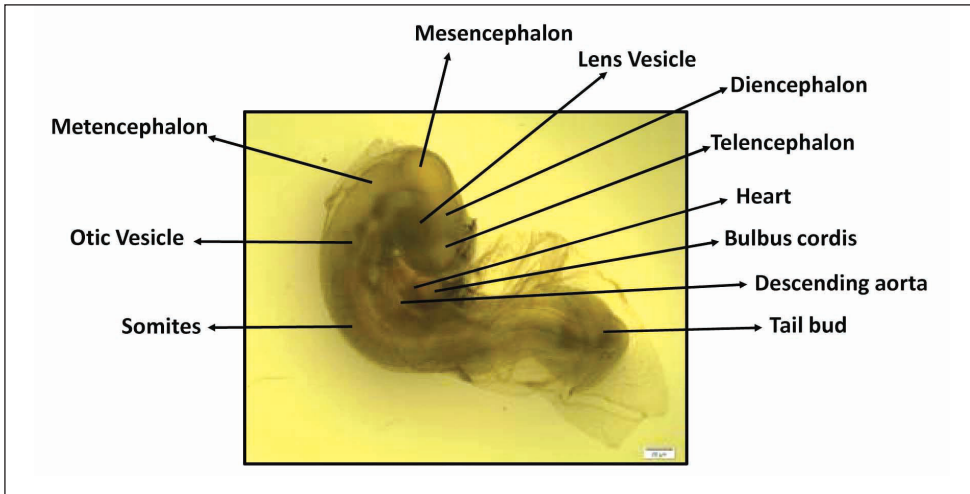 Mesencephalon
Lens Vesicle
Diencephalon
Metencephalon
Telencephalon
Heart
Otic Vesicle
Bulbus cordis
Descending aorta
Somites
Tail bud